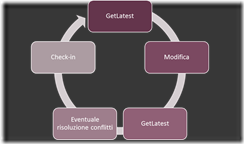 GetLatest
Modifica
GetLatest
Eventuale
risoluzione conflitti
Check-in